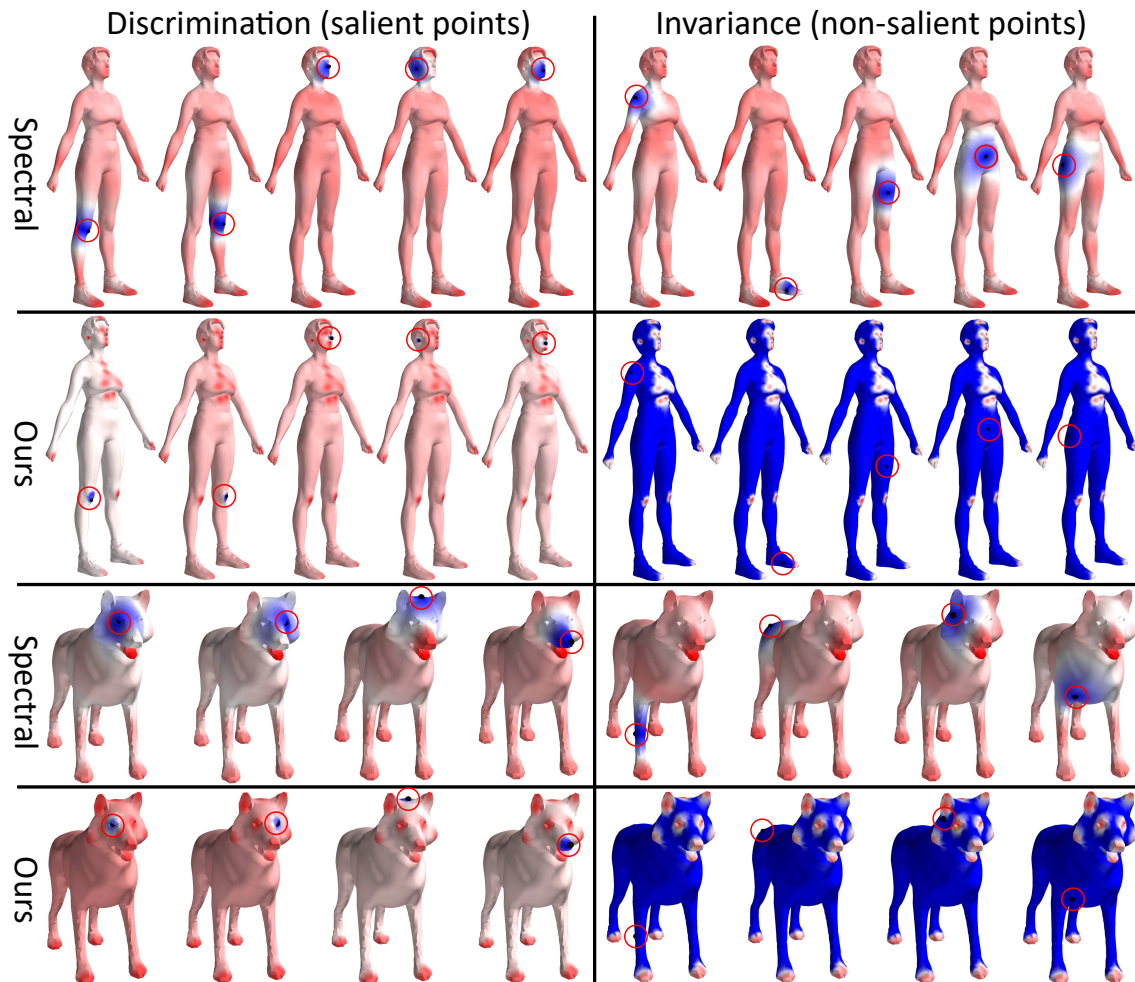 Discrimination (salient points)
Invariance (non-salient points)
Spectral
Ours
Spectral
Ours